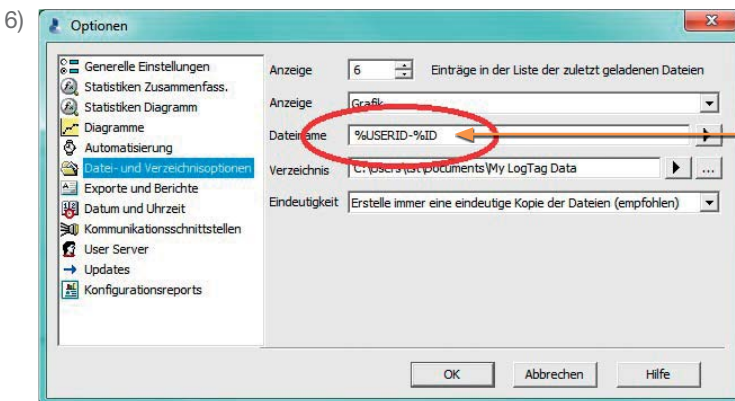 6)
Optionen
Generelle Einstellungen
Statistiken Zusammenfass.
Statistiken Diagramm
Diagramme
Automatisierung
Datei- und Verzeichnisoptionen
Exporte und Berichte
Datum und Uhrzeit
Kommunikationsschnittstellen
User Server
Updates
Konfigurationsreports
Anzeige 6 Einträge in der Liste der zuletzt geladenen Dateien
Anzeige Grafik
Dateiname %USERID-%ID
Verzeichnis C:\Users\tst\Documents\My LogTag Data ...
Eindeutigkeit Erstelle immer eine eindeutige Kopie der Dateien (empfohlen)
OK Abbrechen Hilfe